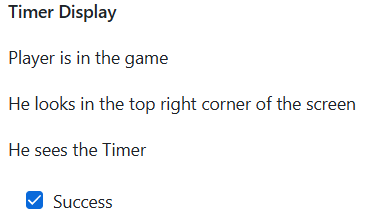 Timer Display
Player is in the game
He looks in the top right corner of the screen
He sees the Timer
Success